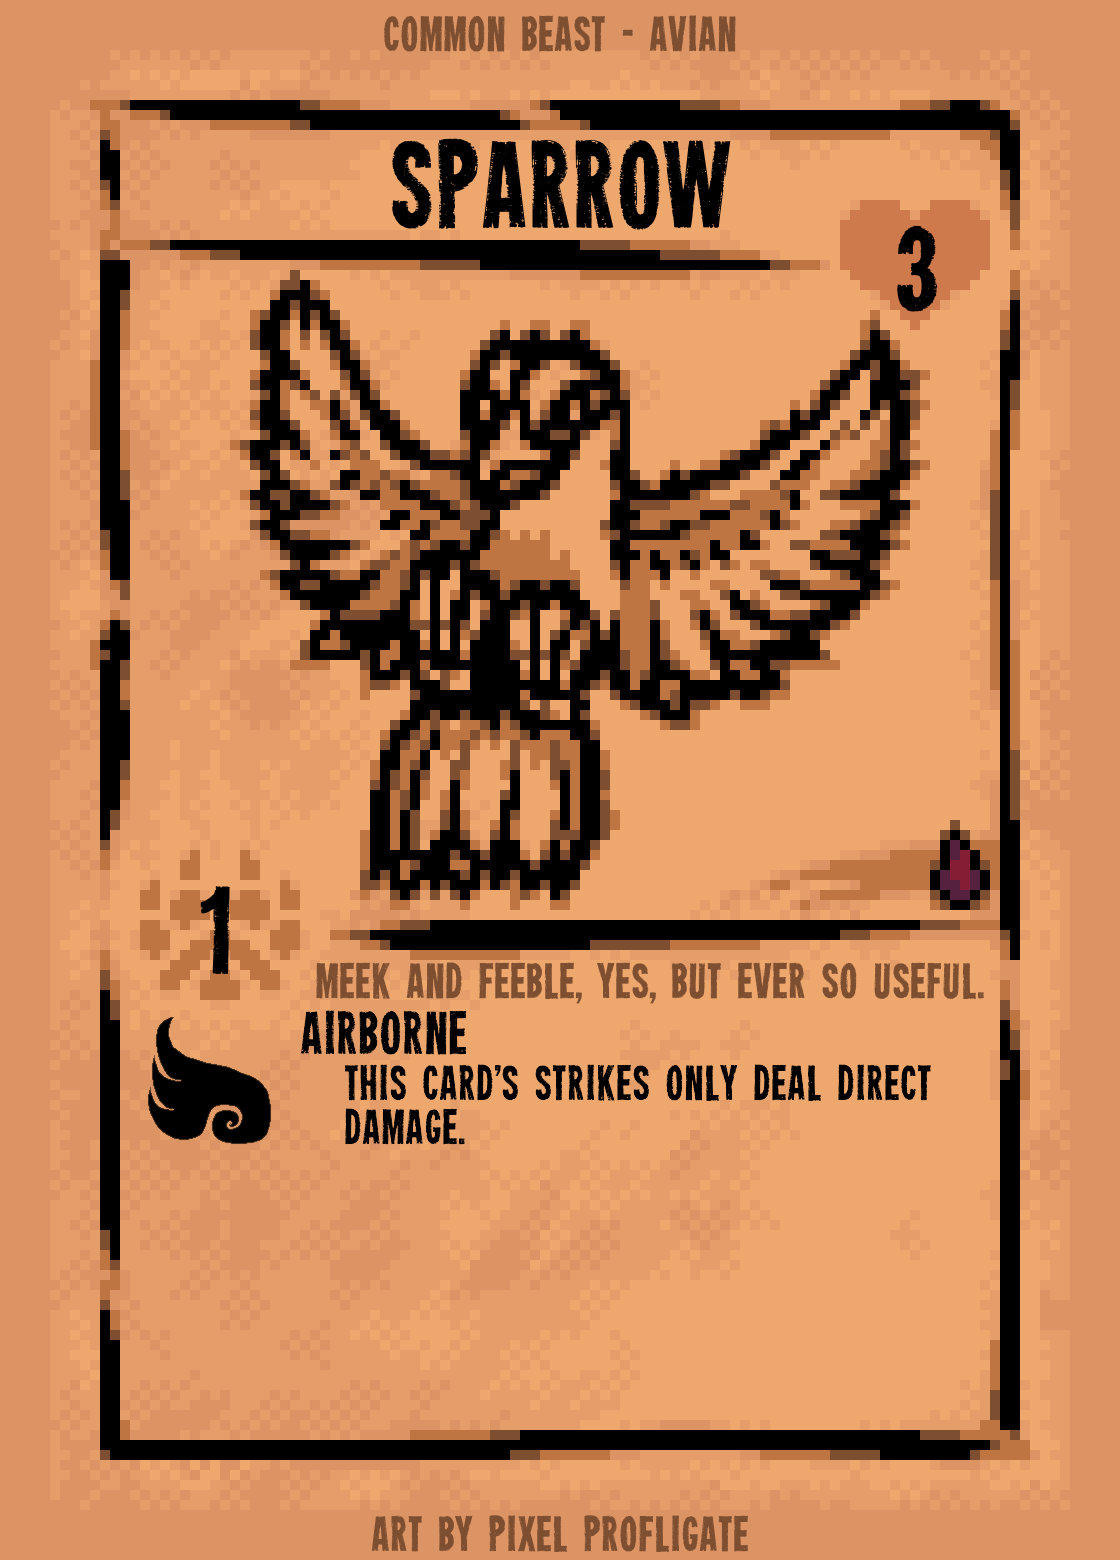 COMMON BEAST - AVIAN
SPARROW
3
1
MEEK AND FEEBLE, YES, BUT EVER SO USEFUL.
AIRBORNE
THIS CARD'S STRIKES ONLY DEAL DIRECT
DAMAGE.
ART BY PIXEL PROFLIGATE